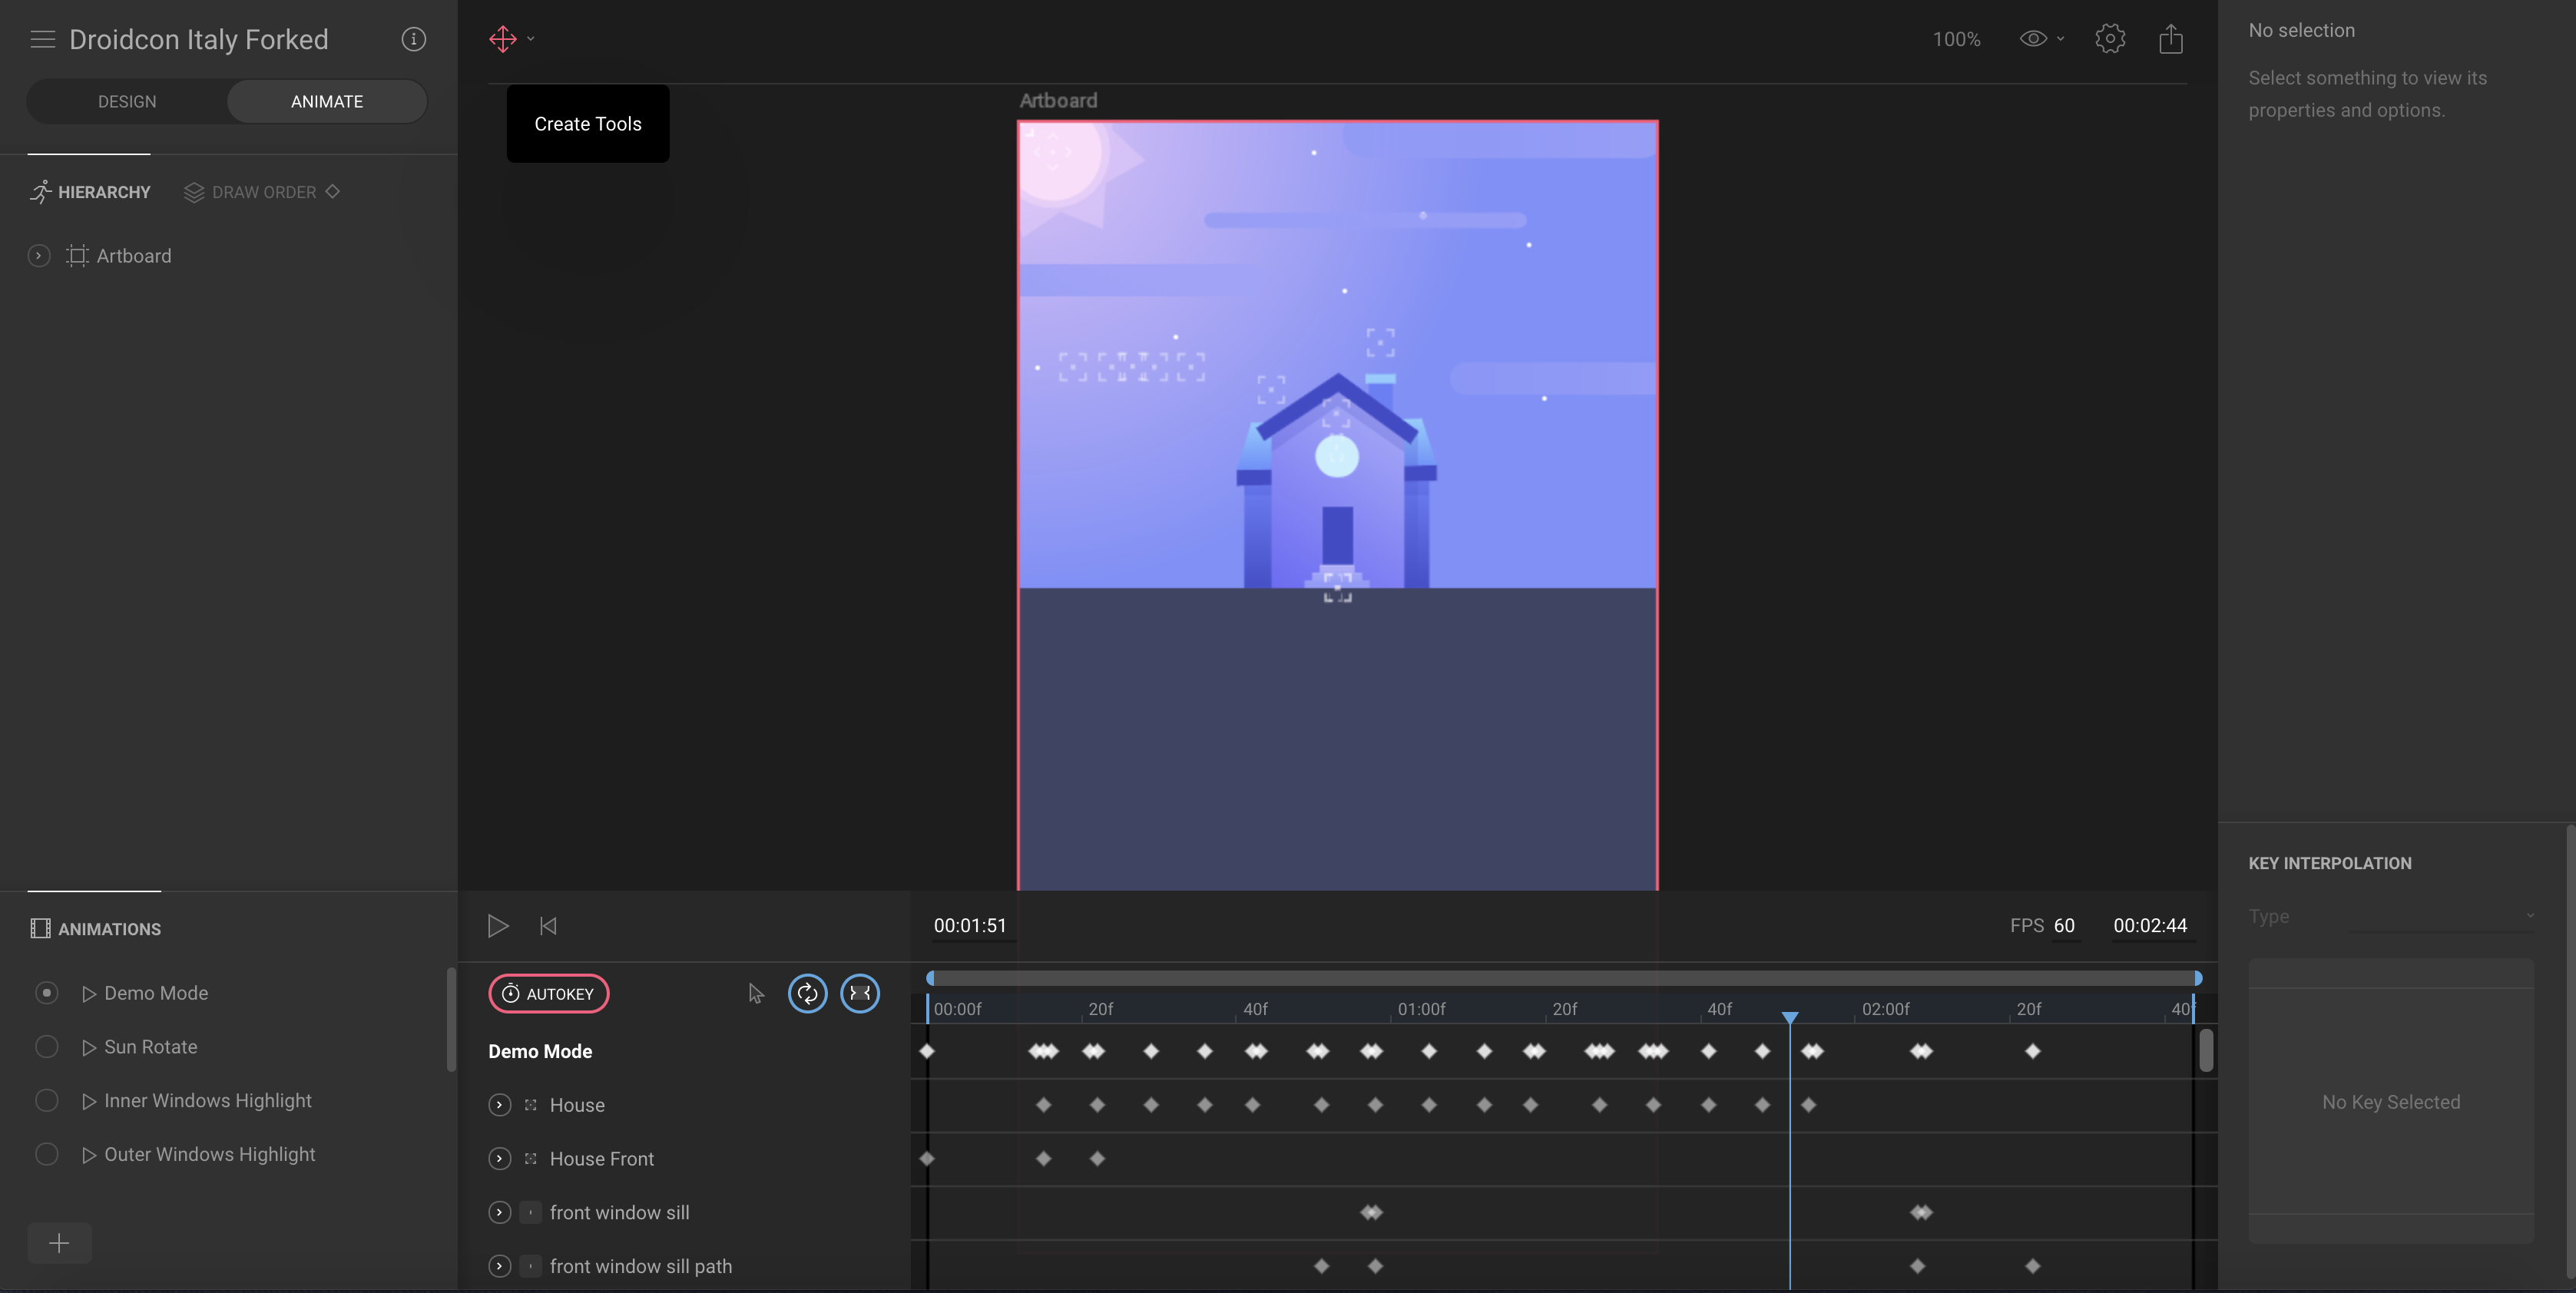 Droidcon Italy Forked
DESIGN
ANIMATE
HIERARCHY
DRAW ORDER
Artboard
Create Tools
100%
Artboard
No selection
Select something to view its
properties and options.
ANIMATIONS
Demo Mode
Sun Rotate
Inner Windows Highlight
Outer Windows Highlight
00:01:51
FPS 60
00:02:44
AUTOKEY
00:00f 20f 40f 01:00f 20f 40f 02:00f 20f 40f
Demo Mode
House
House Front
front window sill
front window sill path
KEY INTERPOLATION
Type
No Key Selected